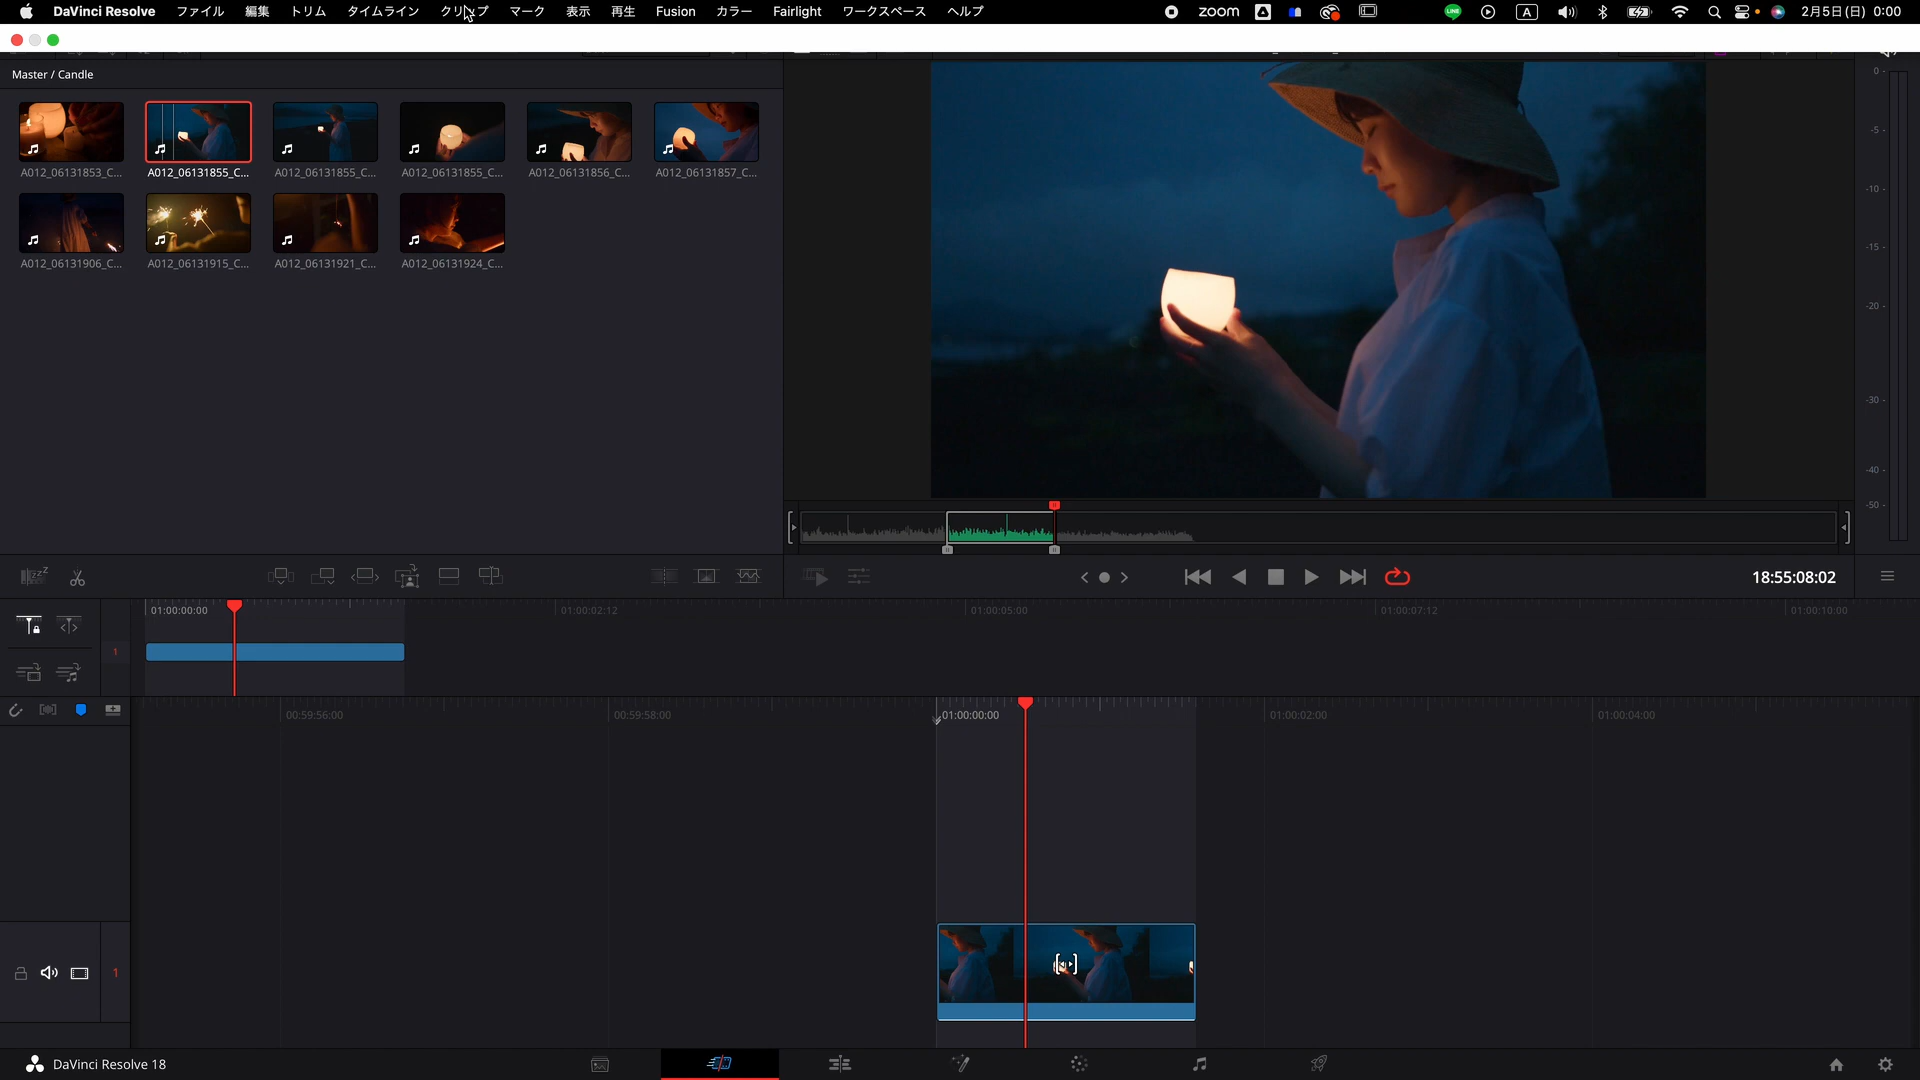 DaVinci Resolve ファイル 編集 トリム タイムライン クリップ マーク 表示 再生 Fusion カラー Fairlight ワークスペース ヘルプ zoom LINE A 2月5日(日) 0:00
Master / Candle
A012_06131853_C... A012_06131855_C... A012_06131855_C... A012_06131855_C... A012_06131856_C... A012_06131857_C...
A012_06131906_C... A012_06131915_C... A012_06131921_C... A012_06131924_C...
0
-5
-10
-15
-20
-30
-40
-50
18:55:08:02
01:00:00:00 01:00:02:12 01:00:05:00 01:00:07:12 01:00:10:00
1
00:59:56:00 00:59:58:00 01:00:00:00 01:00:02:00 01:00:04:00
1
DaVinci Resolve 18